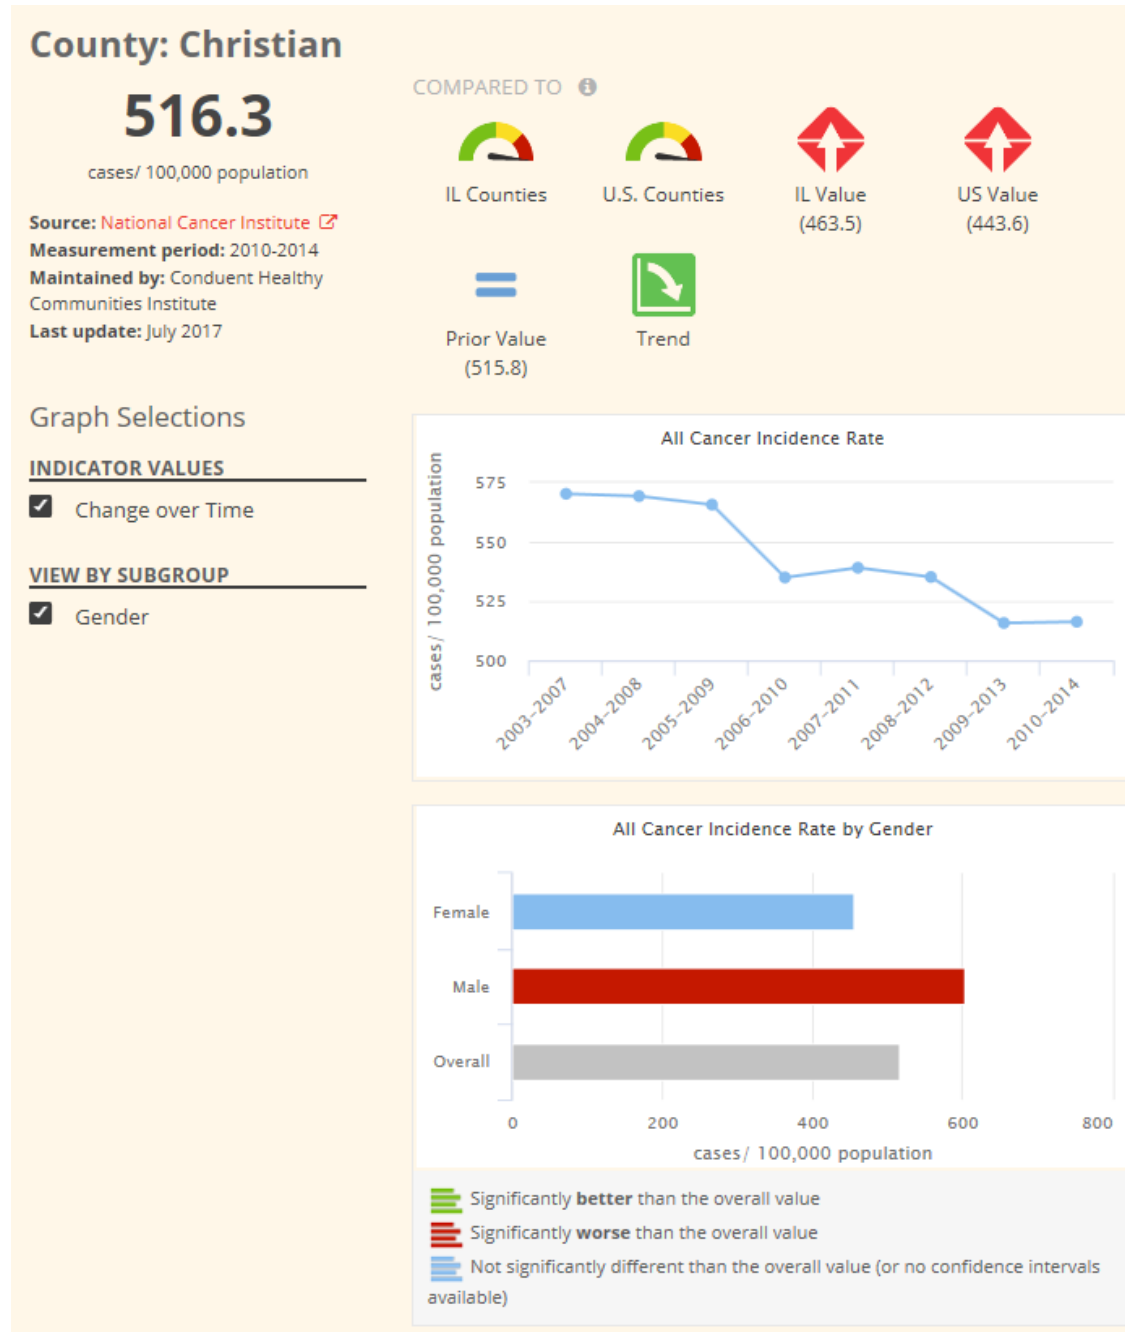 County: Christian
516.3
cases/ 100,000 population
Source: National Cancer Institute
Measurement period: 2010-2014
Maintained by: Conduent Healthy
Communities Institute
Last update: July 2017
COMPARED TO
IL Counties
U.S. Counties
IL Value
(463.5)
US Value
(443.6)
Prior Value
(515.8)
Trend
Graph Selections
INDICATOR VALUES
Change over Time
VIEW BY SUBGROUP
Gender
All Cancer Incidence Rate
cases/ 100,000 population
575
550
525
500
2003-2007
2004-2008
2005-2009
2006-2010
2007-2011
2008-2012
2009-2013
2010-2014
All Cancer Incidence Rate by Gender
Female
Male
Overall
0
200
400
600
800
cases/ 100,000 population
Significantly better than the overall value
Significantly worse than the overall value
Not significantly different than the overall value (or no confidence intervals
available)